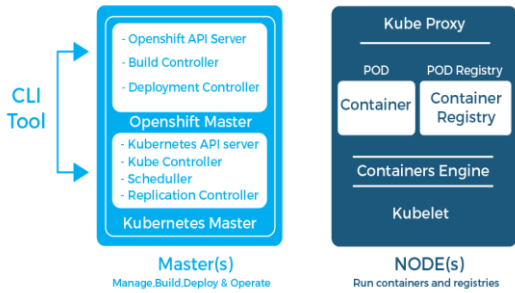 CLI
Tool
- Openshift API Server
- Build Controller
- Deployment Controller
Openshift Master
- Kubernetes API server
- Kube Controller
- Scheduller
- Replication Controller
Kubernetes Master
Master(s)
Manage,Build,Deploy & Operate
Kube Proxy
POD
Container
POD Registry
Container
Registry
Containers Engine
Kubelet
NODE(s)
Run containers and registries